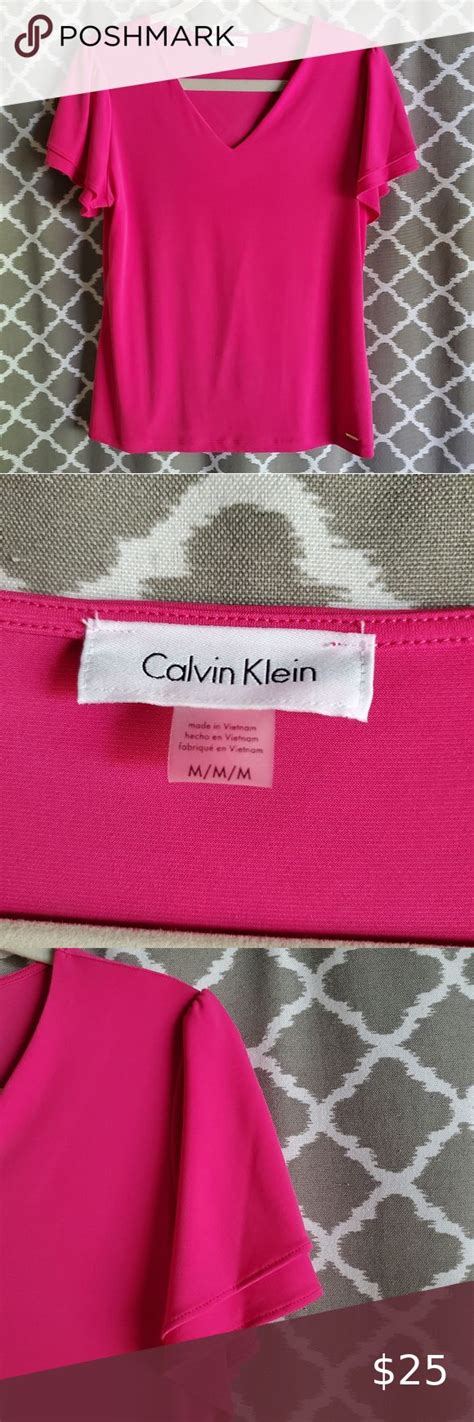 POSHMARK
Calvin Klein
made in Vietnam
hecho en Vietnam
fabriqué en Vietnam
M/M/M
$25